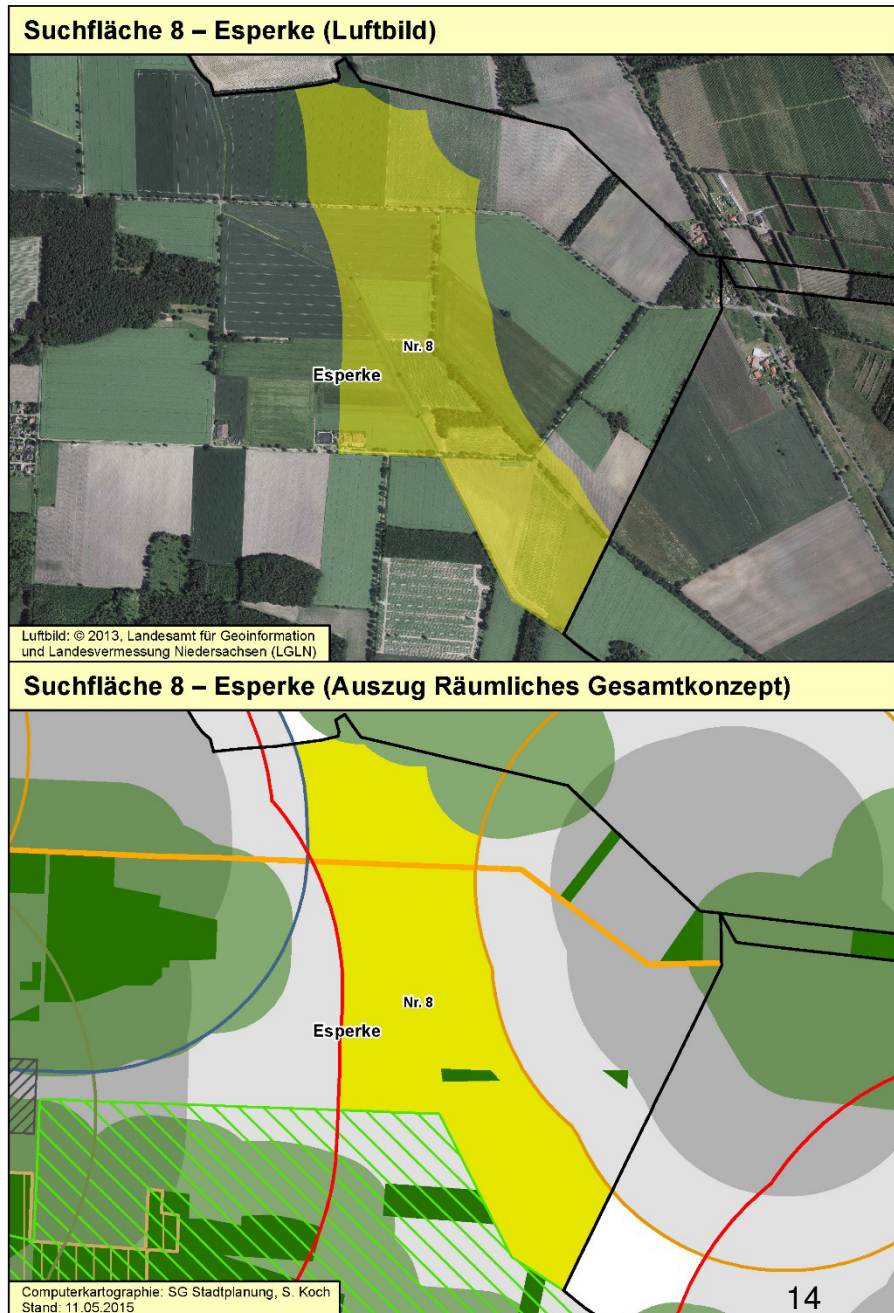 Suchfläche 8 – Esperke (Luftbild)
Nr. 8
Esperke
Luftbild: © 2013, Landesamt für Geoinformation
und Landesvermessung Niedersachsen (LGLN)
Suchfläche 8 – Esperke (Auszug Räumliches Gesamtkonzept)
Nr. 8
Esperke
Computerkartographie: SG Stadtplanung, S. Koch
Stand: 11.05.2015
14